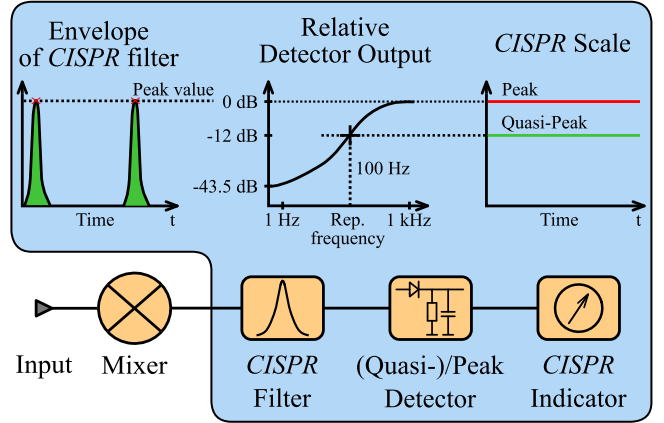 Envelope
of CISPR filter
Peak value
Time
t
Relative
Detector Output
0 dB
-12 dB
-43.5 dB
100 Hz
1 Hz
Rep.
frequency
1 kHz
CISPR Scale
Peak
Quasi-Peak
Time
t
Input
Mixer
CISPR
Filter
(Quasi-)/Peak
Detector
CISPR
Indicator